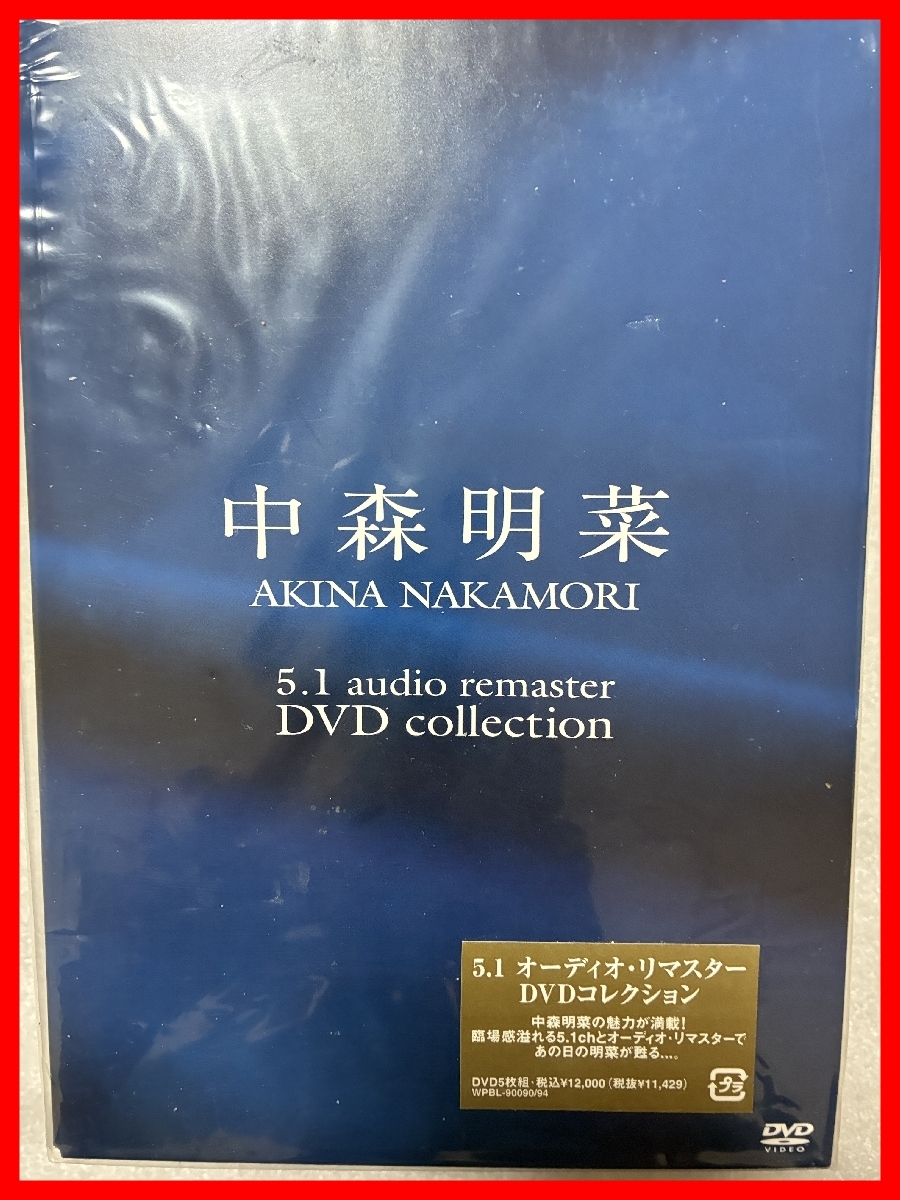 中森明菜
AKINA NAKAMORI
5.1 audio remaster
DVD collection
5.1 オーディオ・リマスター
DVDコレクション
中森明菜の魅力が満載!
臨場感溢れる5.1chとオーディオ・リマスターで
あの日の明菜が甦る...。
DVD5枚組・税込¥12,000(税抜¥11,429)
WPBL-90090/94
プラ
DVD
VIDEO